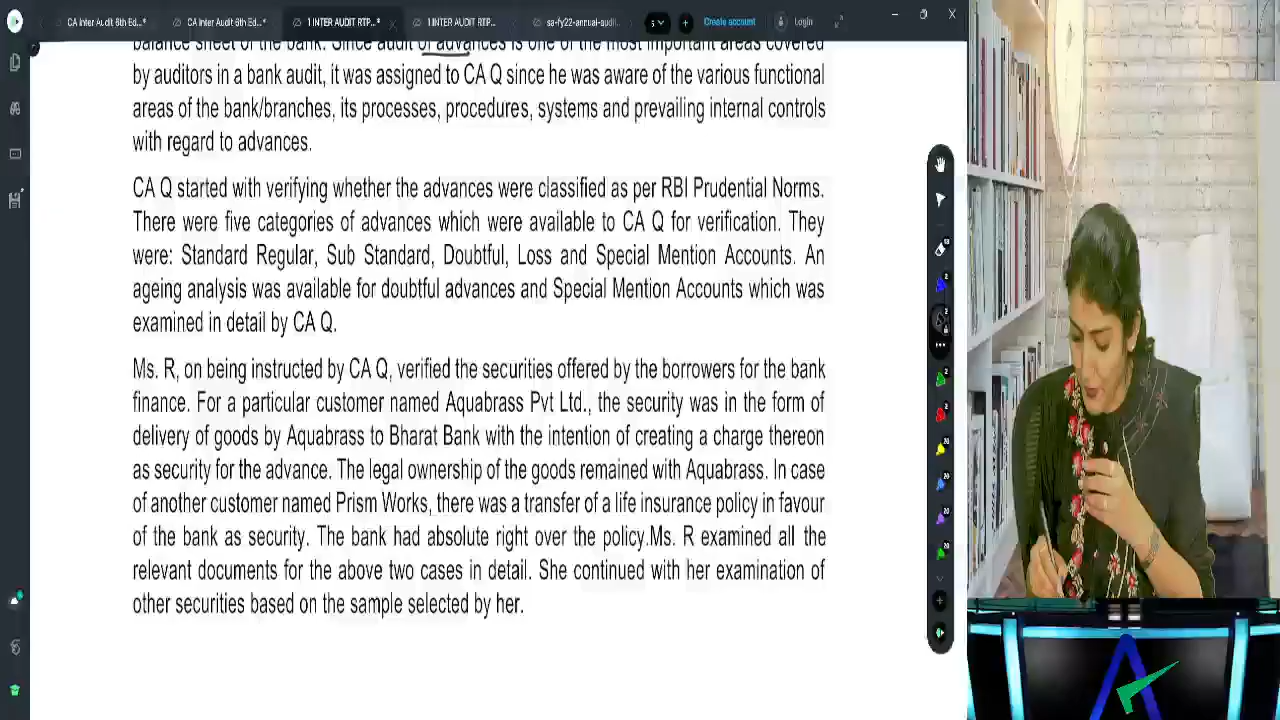 CA Inter Audit 6th Ed...*
CA Inter Audit 6th Ed...*
1 INTER AUDIT RTP...*
1 INTER AUDIT RTP...
sa-fy22-annual-audi...
5
Create account
Login
balance sheet of the bank. Since audit of advances is one of the most important areas covered
by auditors in a bank audit, it was assigned to CA Q since he was aware of the various functional
areas of the bank/branches, its processes, procedures, systems and prevailing internal controls
with regard to advances.
CA Q started with verifying whether the advances were classified as per RBI Prudential Norms.
There were five categories of advances which were available to CA Q for verification. They
were: Standard Regular, Sub Standard, Doubtful, Loss and Special Mention Accounts. An
ageing analysis was available for doubtful advances and Special Mention Accounts which was
examined in detail by CA Q.
Ms. R, on being instructed by CA Q, verified the securities offered by the borrowers for the bank
finance. For a particular customer named Aquabrass Pvt Ltd., the security was in the form of
delivery of goods by Aquabrass to Bharat Bank with the intention of creating a charge thereon
as security for the advance. The legal ownership of the goods remained with Aquabrass. In case
of another customer named Prism Works, there was a transfer of a life insurance policy in favour
of the bank as security. The bank had absolute right over the policy.Ms. R examined all the
relevant documents for the above two cases in detail. She continued with her examination of
other securities based on the sample selected by her.